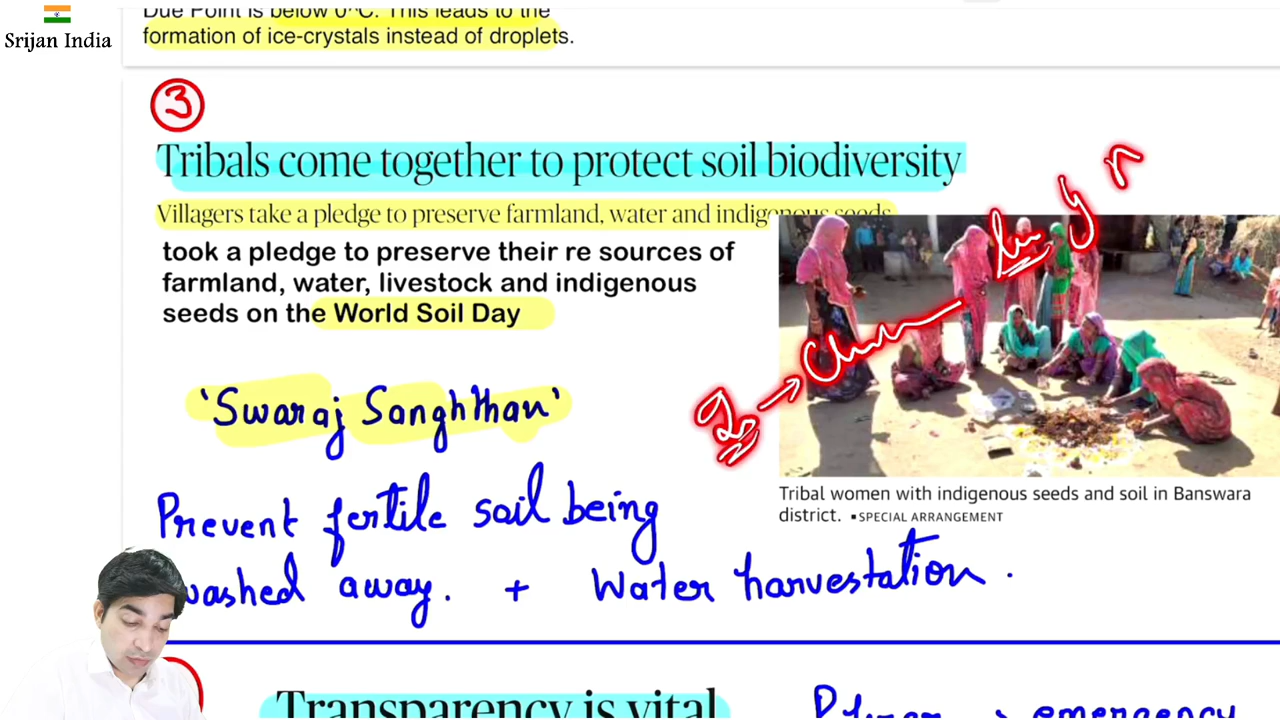 Srijan India
Due Point is below 0°C. This leads to the
formation of ice-crystals instead of droplets.
3
Tribals come together to protect soil biodiversity
Villagers take a pledge to preserve farmland, water and indigenous seeds
took a pledge to preserve their re sources of
farmland, water, livestock and indigenous
seeds on the World Soil Day
'Swaraj Sanghthan'
Prevent fertile soil being
washed away. + Water harvestation.
Tribal women with indigenous seeds and soil in Banswara
district. ▪SPECIAL ARRANGEMENT
Transparency is vital
→ emergency